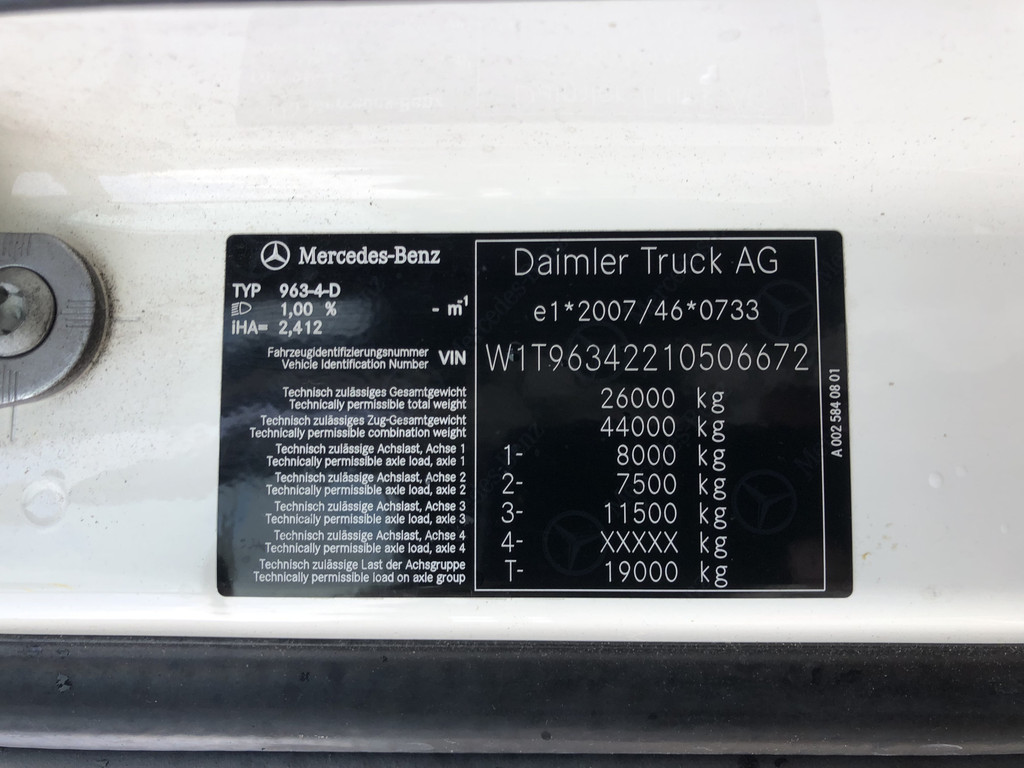 Mercedes-Benz
TYP 963-4-D
1,00 % - m⁻¹
iHA= 2,412
Daimler Truck AG
e1*2007/46*0733
Fahrzeugidentifizierungsnummer
Vehicle Identification Number VIN W1T96342210506672
Technisch zulässiges Gesamtgewicht
Technically permissible total weight 26000 kg
Technisch zulässiges Zug-Gesamtgewicht
Technically permissible combination weight 44000 kg
Technisch zulässige Achslast, Achse 1
Technically permissible axle load, axle 1 1- 8000 kg
Technisch zulässige Achslast, Achse 2
Technically permissible axle load, axle 2 2- 7500 kg
Technisch zulässige Achslast, Achse 3
Technically permissible axle load, axle 3 3- 11500 kg
Technisch zulässige Achslast, Achse 4
Technically permissible axle load, axle 4 4- XXXXX kg
Technisch zulässige Last der Achsgruppe
Technically permissible load on axle group T- 19000 kg
A 002 584 08 01